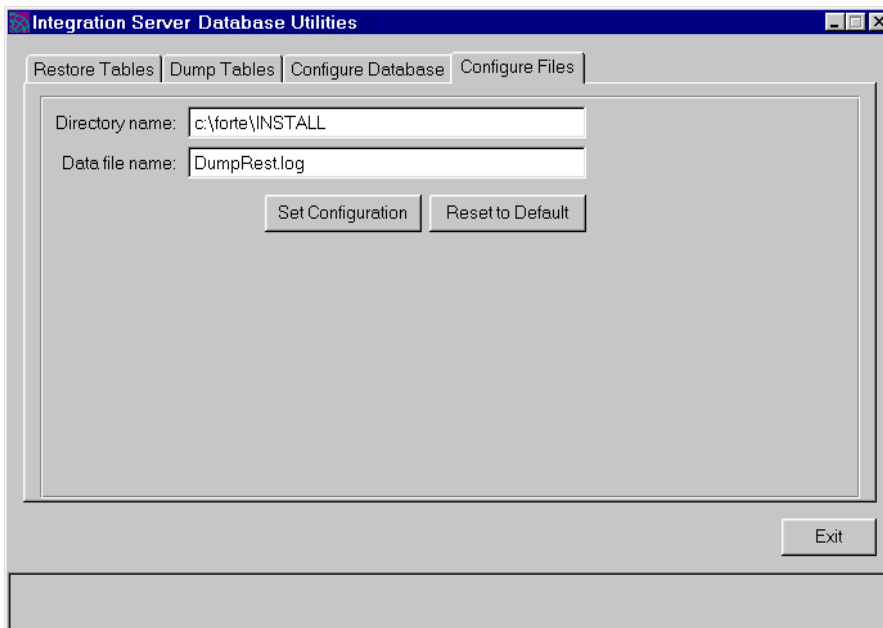 Integration Server Database Utilities
Restore Tables Dump Tables Configure Database Configure Files
Directory name: c:\forte\INSTALL
Data file name: DumpRest.log
Set Configuration Reset to Default
Exit